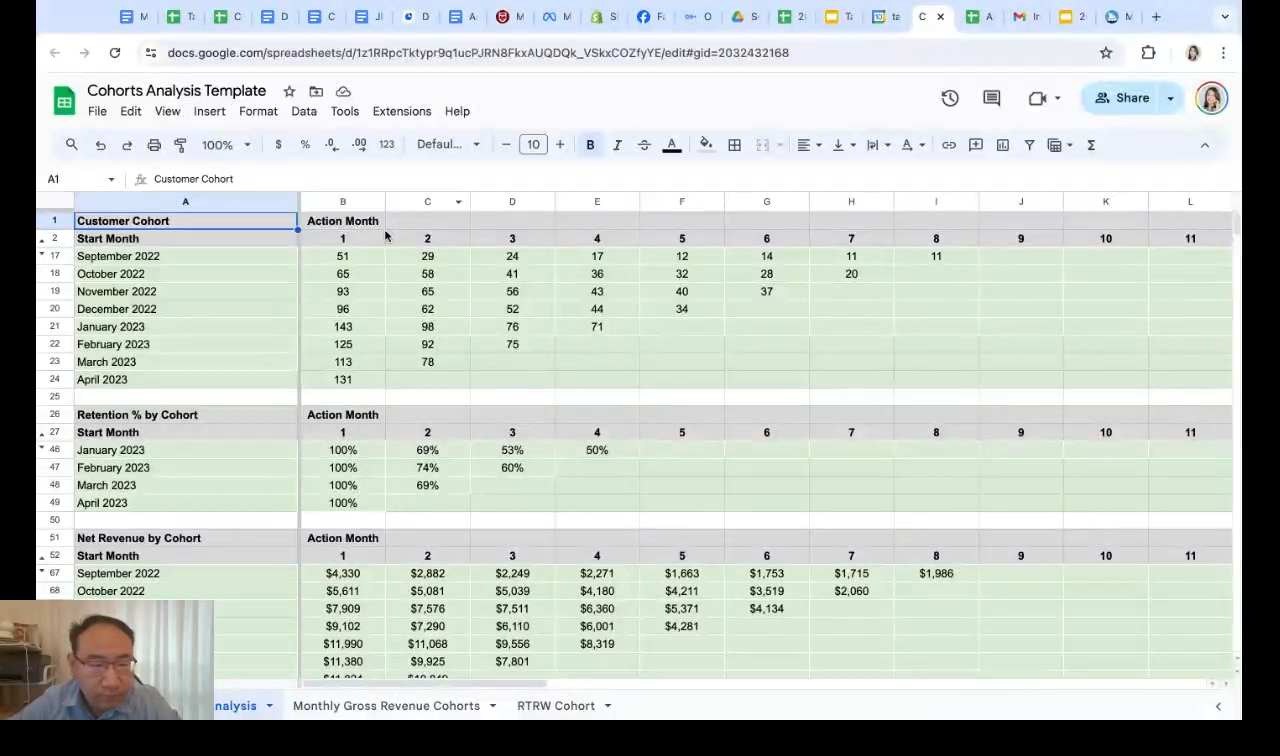 M Ta C D C Jl D A M M S Fa O S 2 Ta ta C A Ir 2 M
docs.google.com/spreadsheets/d/1z1RRpcTktypr9q1ucPJRN8FkxAUQDQk_VSkxCOZfyYE/edit#gid=2032432168
Cohorts Analysis Template
Share
File Edit View Insert Format Data Tools Extensions Help
100% $ % .0 .00 123 Defaul... 10 B I A
A1 fx Customer Cohort
A B C D E F G H I J K L
1 Customer Cohort Action Month
2 Start Month 1 2 3 4 5 6 7 8 9 10 11
17 September 2022 51 29 24 17 12 14 11 11
18 October 2022 65 58 41 36 32 28 20
19 November 2022 93 65 56 43 40 37
20 December 2022 96 62 52 44 34
21 January 2023 143 98 76 71
22 February 2023 125 92 75
23 March 2023 113 78
24 April 2023 131
25
26 Retention % by Cohort Action Month
27 Start Month 1 2 3 4 5 6 7 8 9 10 11
46 January 2023 100% 69% 53% 50%
47 February 2023 100% 74% 60%
48 March 2023 100% 69%
49 April 2023 100%
50
51 Net Revenue by Cohort Action Month
52 Start Month 1 2 3 4 5 6 7 8 9 10 11
67 September 2022 $4,330 $2,882 $2,249 $2,271 $1,663 $1,753 $1,715 $1,986
68 October 2022 $5,611 $5,081 $5,039 $4,180 $4,211 $3,519 $2,060
$7,909 $7,576 $7,511 $6,360 $5,371 $4,134
$9,102 $7,290 $6,110 $6,001 $4,281
$11,990 $11,068 $9,556 $8,319
$11,380 $9,925 $7,801
nalysis Monthly Gross Revenue Cohorts RTRW Cohort